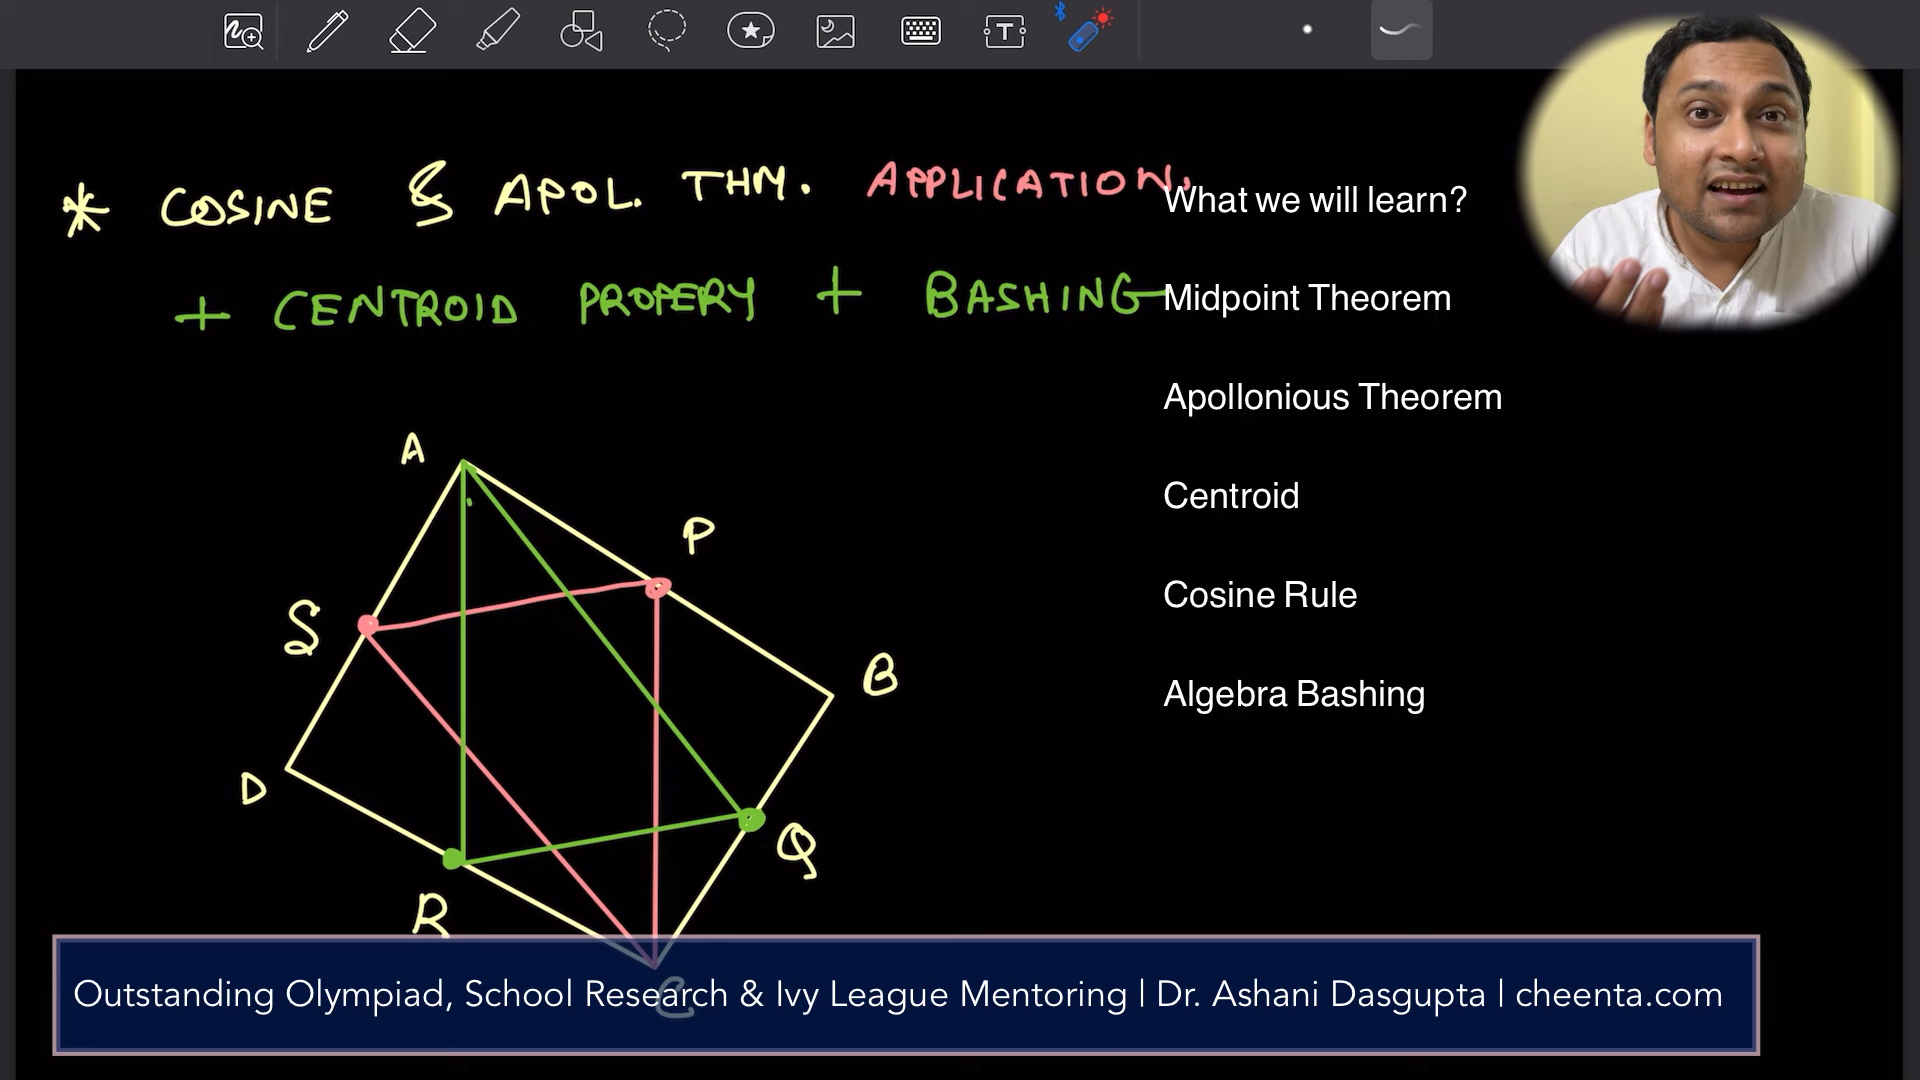 * COSINE & APOL. THM. APPLICATION.
+ CENTROID PROPERY + BASHING
What we will learn?
Midpoint Theorem
Apollonious Theorem
Centroid
Cosine Rule
Algebra Bashing
A
P
S
B
D
Q
R
C
Outstanding Olympiad, School Research & Ivy League Mentoring | Dr. Ashani Dasgupta | cheenta.com
T